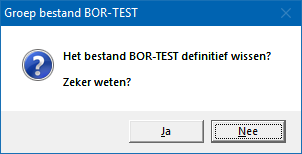 Groep bestand BOR-TEST
Het bestand BOR-TEST definitief wissen?
Zeker weten?
Ja
Nee